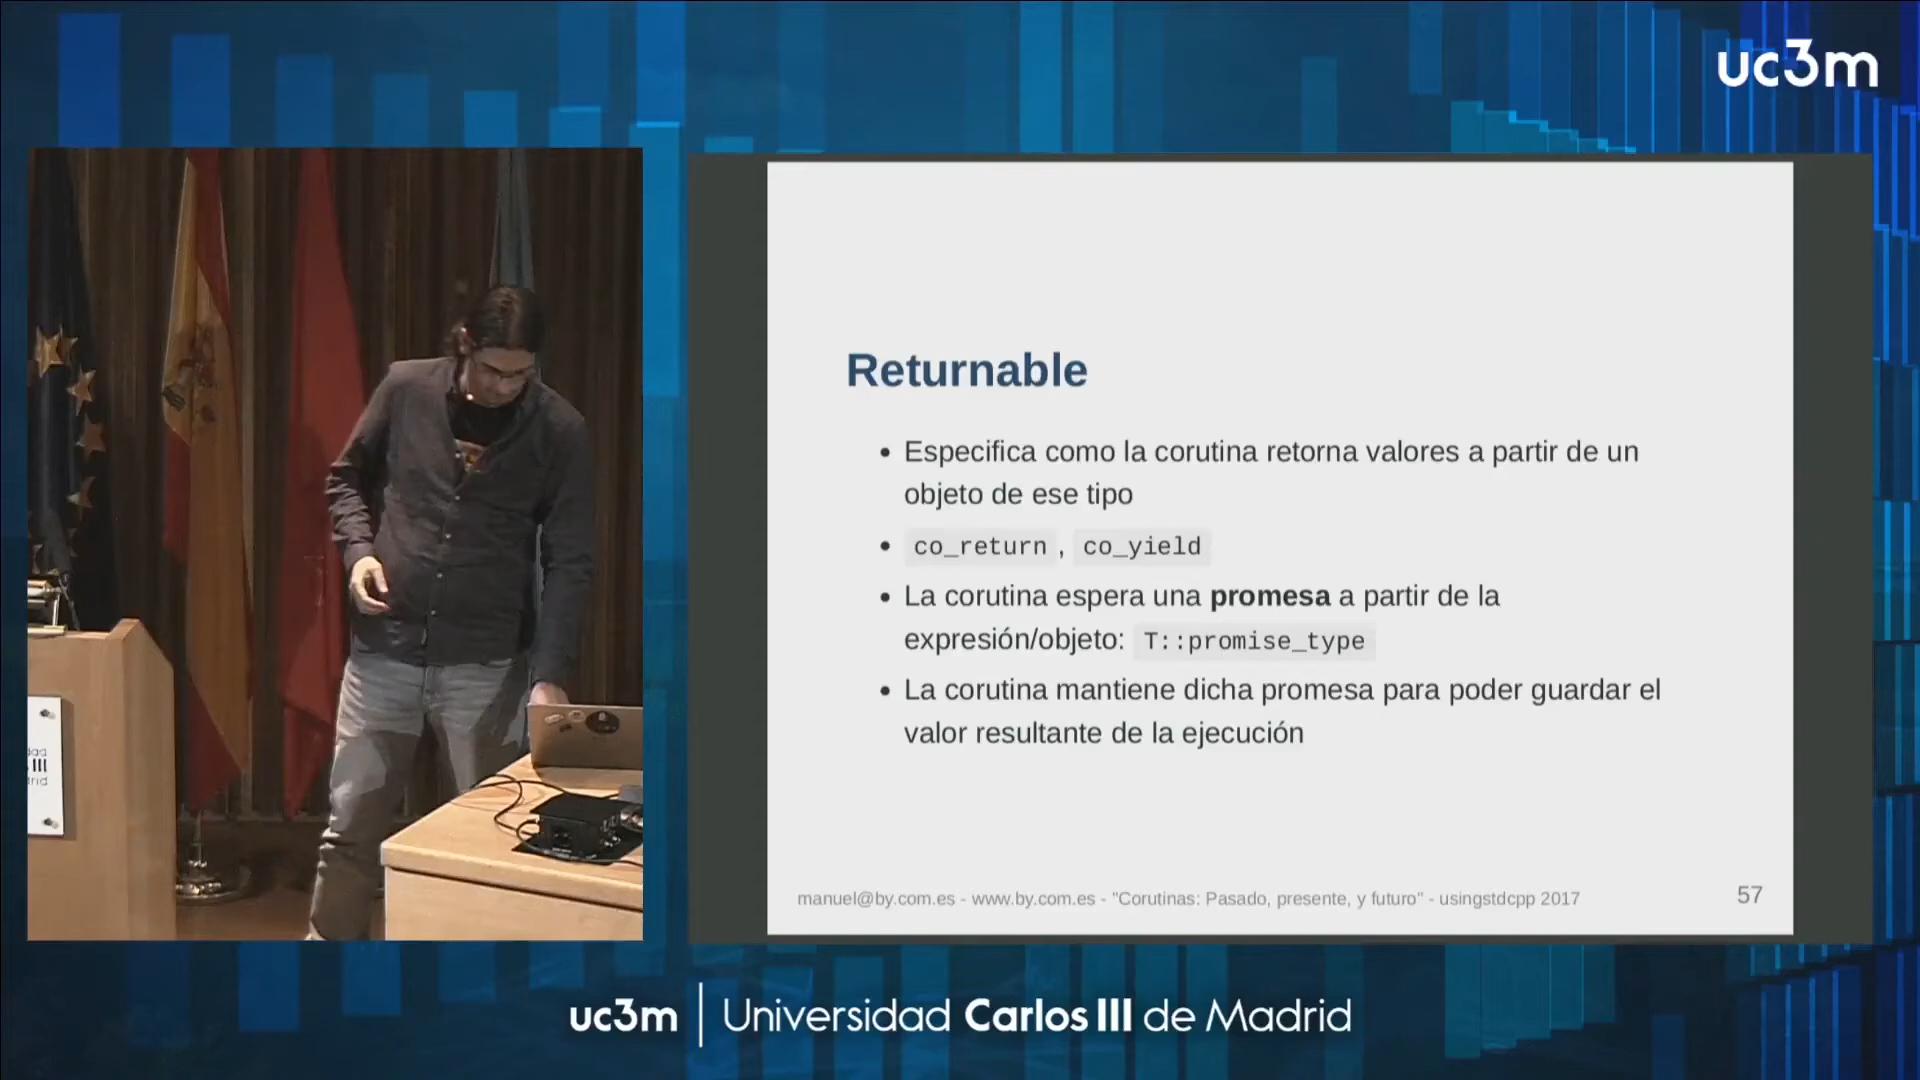 uc3m
Returnable
• Especifica como la corutina retorna valores a partir de un
objeto de ese tipo
• co_return , co_yield
• La corutina espera una promesa a partir de la
expresión/objeto: T::promise_type
• La corutina mantiene dicha promesa para poder guardar el
valor resultante de la ejecución
manuel@by.com.es - www.by.com.es - "Corutinas: Pasado, presente, y futuro" - usingstdcpp 2017
57
dad
III
drid
uc3m | Universidad Carlos III de Madrid